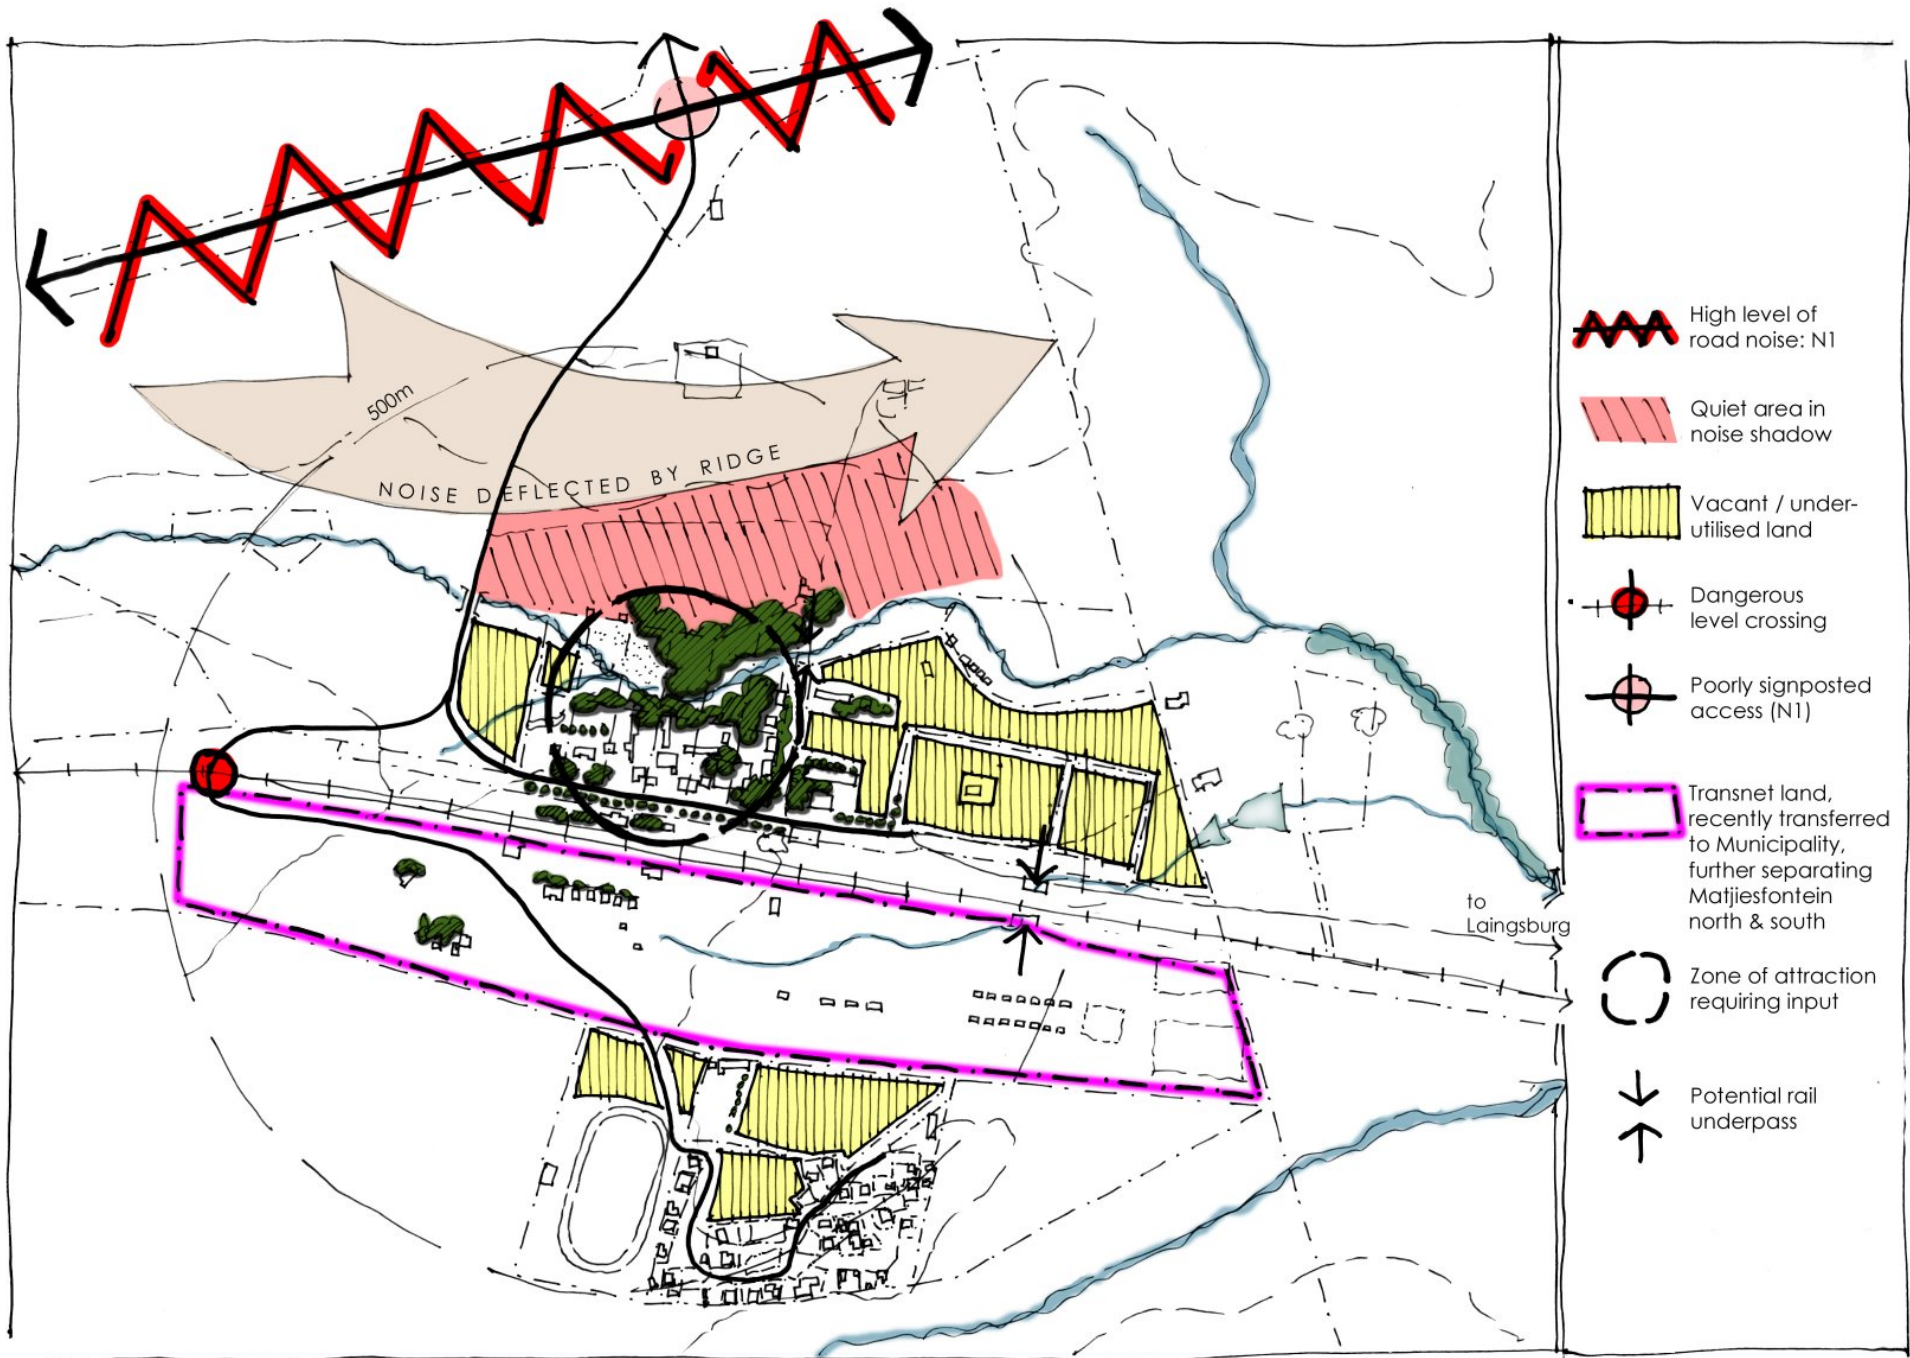 500m
NOISE DEFLECTED BY RIDGE
to
Laingsburg
High level of
road noise: N1
Quiet area in
noise shadow
Vacant / under-
utilised land
Dangerous
level crossing
Poorly signposted
access (N1)
Transnet land,
recently transferred
to Municipality,
further separating
Matjiesfontein
north & south
Zone of attraction
requiring input
Potential rail
underpass